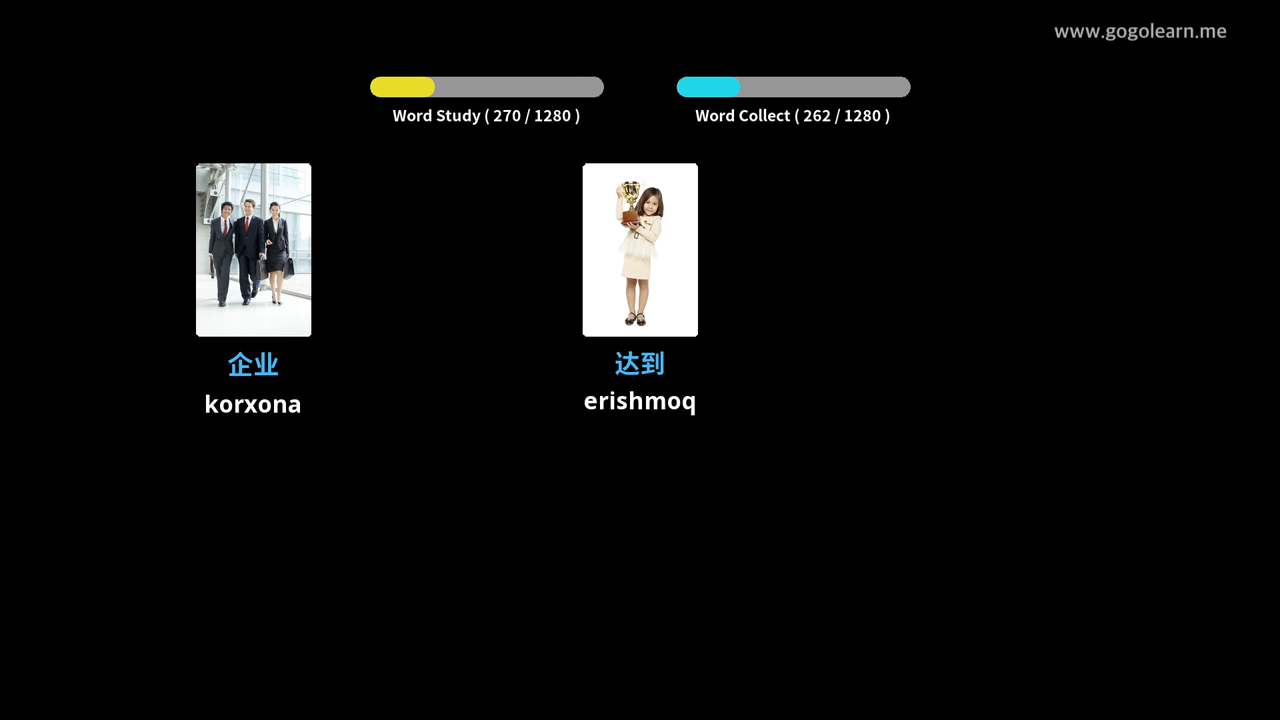 www.gogolearn.me
Word Study ( 270 / 1280 )
Word Collect ( 262 / 1280 )
企业
korxona
达到
erishmoq